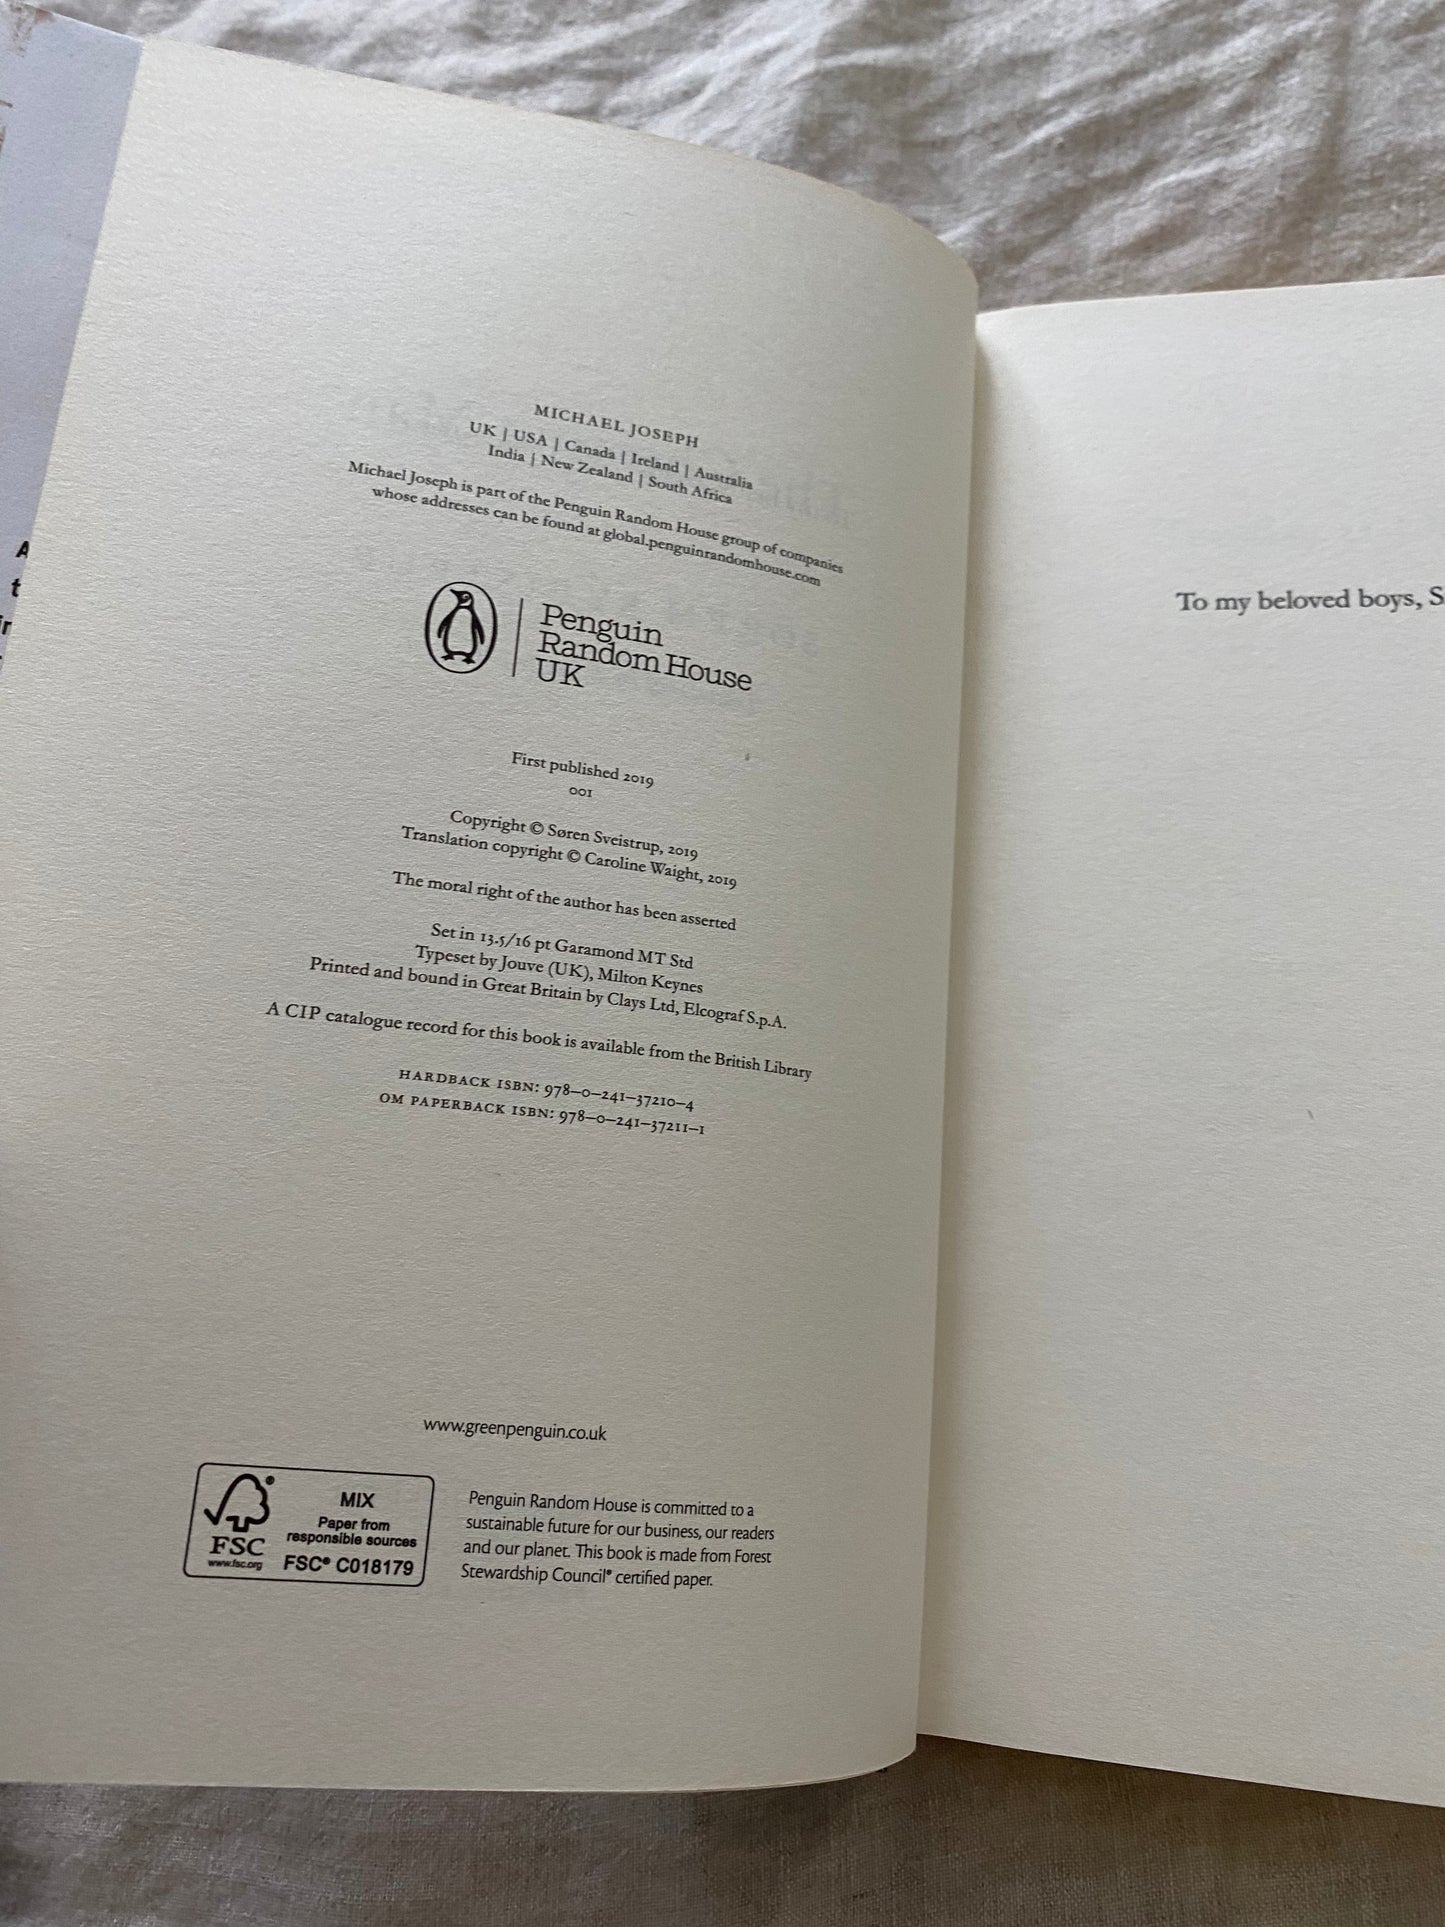 MICHAEL JOSEPH
UK | USA | Canada | Ireland | Australia
India | New Zealand | South Africa
Michael Joseph is part of the Penguin Random House group of companies
whose addresses can be found at global.penguinrandomhouse.com
Penguin
Random House
UK
First published 2019
001
Copyright © Søren Sveistrup, 2019
Translation copyright © Caroline Waight, 2019
The moral right of the author has been asserted
Set in 13.5/16 pt Garamond MT Std
Typeset by Jouve (UK), Milton Keynes
Printed and bound in Great Britain by Clays Ltd, Elcograf S.p.A.
A CIP catalogue record for this book is available from the British Library
HARDBACK ISBN: 978–0–241–37210–4
OM PAPERBACK ISBN: 978–0–241–37211–1
www.greenpenguin.co.uk
FSC
www.fsc.org
MIX
Paper from
responsible sources
FSC® C018179
Penguin Random House is committed to a
sustainable future for our business, our readers
and our planet. This book is made from Forest
Stewardship Council® certified paper.
To my beloved boys,